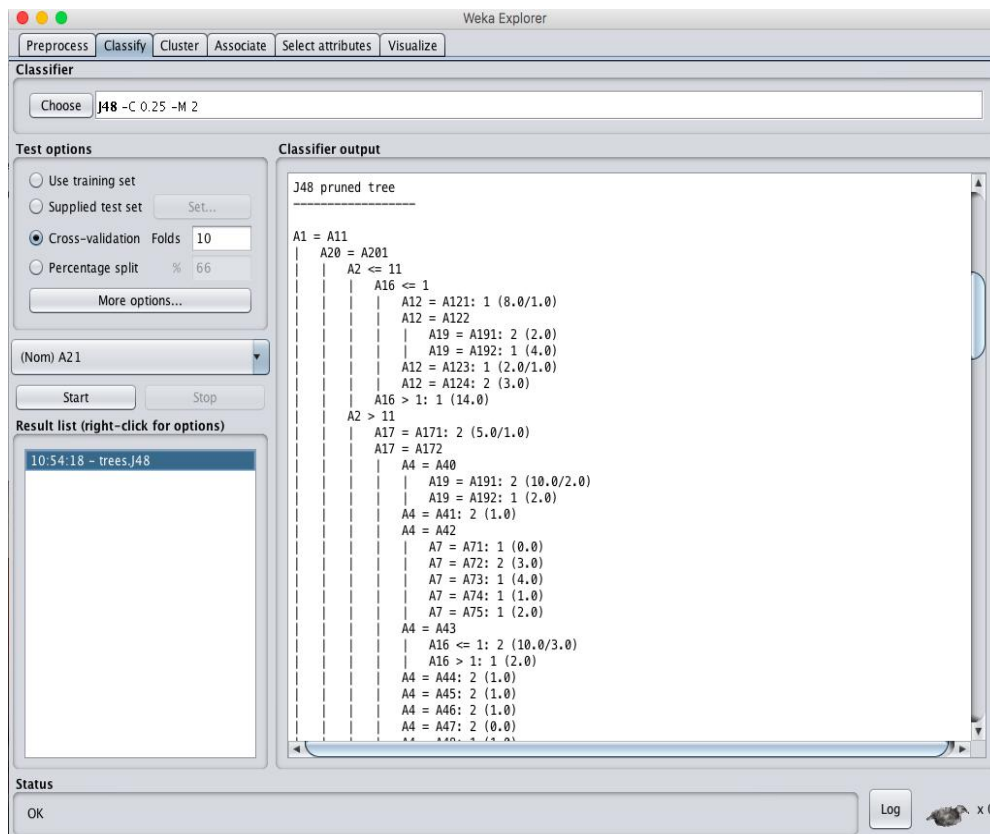 Weka Explorer
Preprocess Classify Cluster Associate Select attributes Visualize
Classifier
Choose J48 -C 0.25 -M 2
Test options
Use training set
Supplied test set Set...
Cross-validation Folds 10
Percentage split % 66
More options...
(Nom) A21
Start Stop
Result list (right-click for options)
10:54:18 - trees.J48
Classifier output
J48 pruned tree
------------------
A1 = A11
| A20 = A201
| | A2 <= 11
| | | A16 <= 1
| | | | A12 = A121: 1 (8.0/1.0)
| | | | A12 = A122
| | | | | A19 = A191: 2 (2.0)
| | | | | A19 = A192: 1 (4.0)
| | | | A12 = A123: 1 (2.0/1.0)
| | | | A12 = A124: 2 (3.0)
| | | A16 > 1: 1 (14.0)
| | A2 > 11
| | | A17 = A171: 2 (5.0/1.0)
| | | A17 = A172
| | | | A4 = A40
| | | | | A19 = A191: 2 (10.0/2.0)
| | | | | A19 = A192: 1 (2.0)
| | | | A4 = A41: 2 (1.0)
| | | | A4 = A42
| | | | | A7 = A71: 1 (0.0)
| | | | | A7 = A72: 2 (3.0)
| | | | | A7 = A73: 1 (4.0)
| | | | | A7 = A74: 1 (1.0)
| | | | | A7 = A75: 1 (2.0)
| | | | A4 = A43
| | | | | A16 <= 1: 2 (10.0/3.0)
| | | | | A16 > 1: 1 (2.0)
| | | | A4 = A44: 2 (1.0)
| | | | A4 = A45: 2 (1.0)
| | | | A4 = A46: 2 (1.0)
| | | | A4 = A47: 2 (0.0)
Status
OK
Log x